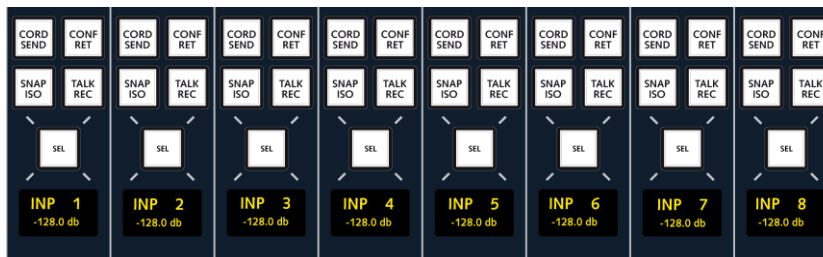 CORD SEND CONF RET CORD SEND CONF RET CORD SEND CONF RET CORD SEND CONF RET CORD SEND CONF RET CORD SEND CONF RET CORD SEND CONF RET CORD SEND CONF RET
SNAP ISO TALK REC SNAP ISO TALK REC SNAP ISO TALK REC SNAP ISO TALK REC SNAP ISO TALK REC SNAP ISO TALK REC SNAP ISO TALK REC SNAP ISO TALK REC
SEL SEL SEL SEL SEL SEL SEL SEL
INP 1 INP 2 INP 3 INP 4 INP 5 INP 6 INP 7 INP 8
-128.0 db -128.0 db -128.0 db -128.0 db -128.0 db -128.0 db -128.0 db -128.0 db